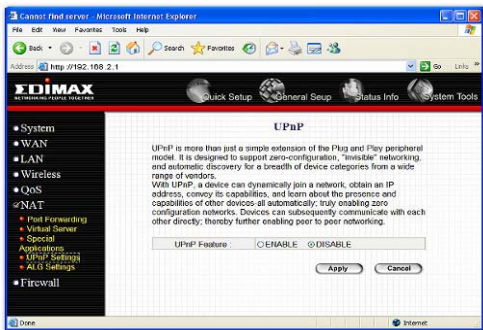 Cannot find server - Microsoft Internet Explorer
File Edit View Favorites Tools Help
Back Search Favorites
Address http://192.168.2.1 Go Links »
EDIMAX
NETWORKING PEOPLE TOGETHER
Quick Setup General Seup Status Info System Tools
System
WAN
LAN
Wireless
QoS
NAT
Port Forwarding
Virtual Server
Special
Applications
UPnP Settings
ALG Settings
Firewall
UPnP
UPnP is more than just a simple extension of the Plug and Play peripherel
model. It is designed to support zero-configuration, "invisible" networking,
and automatic discovery for a breadth of device categories from a wide
range of vendors.
With UPnP, a device can dynamically join a network, obtain an IP
address, convey its capabilities, and learn about the presence and
capabilities of other devices-all automatically; truly enabling zero
configuration networks. Devices can subsequently communicate with each
other directly; thereby further enabling peer to peer networking.
UPnP Feature : ENABLE DISABLE
Apply Cancel
Done Internet